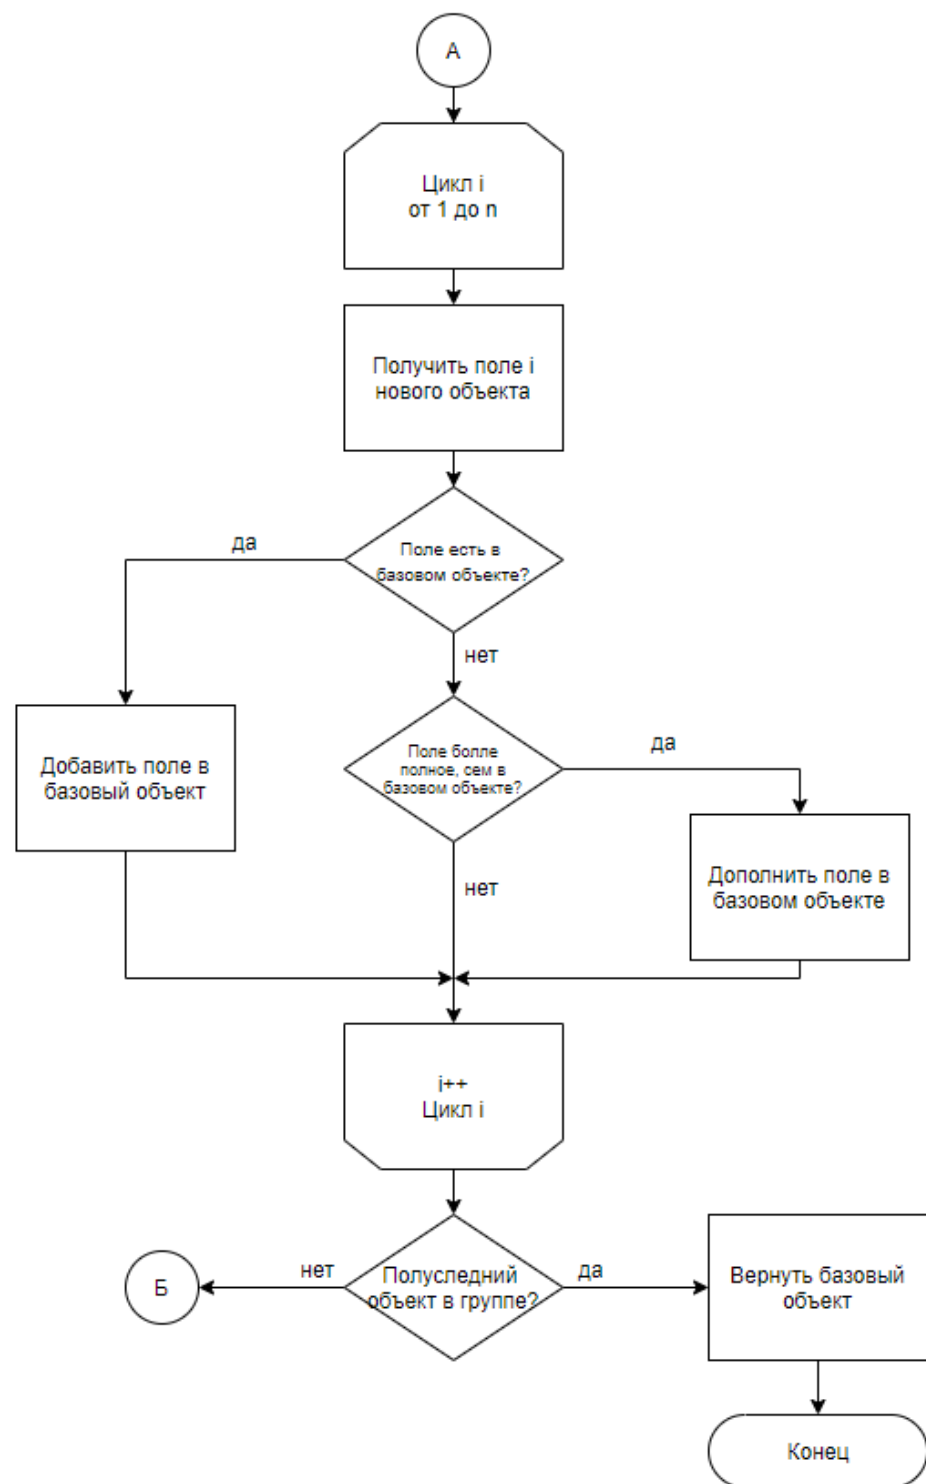 А
Цикл i
от 1 до n
Получить поле i
нового объекта
Поле есть в
базовом объекте?
да
нет
Добавить поле в
базовый объект
Поле болле
полное, сем в
базовом объекте?
да
нет
Дополнить поле в
базовом объекте
i++
Цикл i
Полуследний
объект в группе?
нет
да
Б
Вернуть базовый
объект
Конец